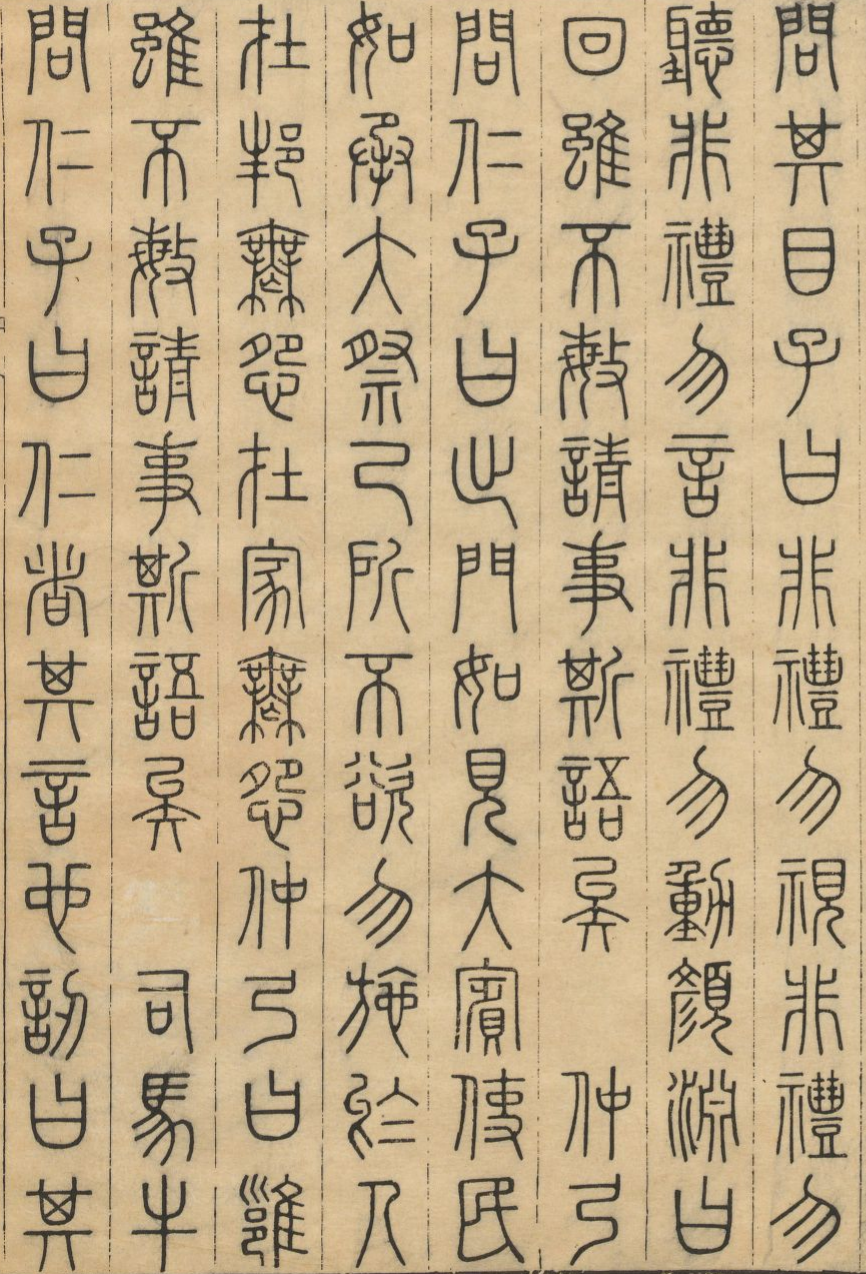 問其目子曰非禮勿視非禮勿
聽非禮勿言非禮勿動顏淵曰
回雖不敏請事斯語矣 仲弓
問仁子曰出門如見大賓使民
如承大祭己所不欲勿施於人
在邦無怨在家無怨仲弓曰雝
雖不敏請事斯語矣 司馬牛
問仁子曰仁者其言也訒曰其